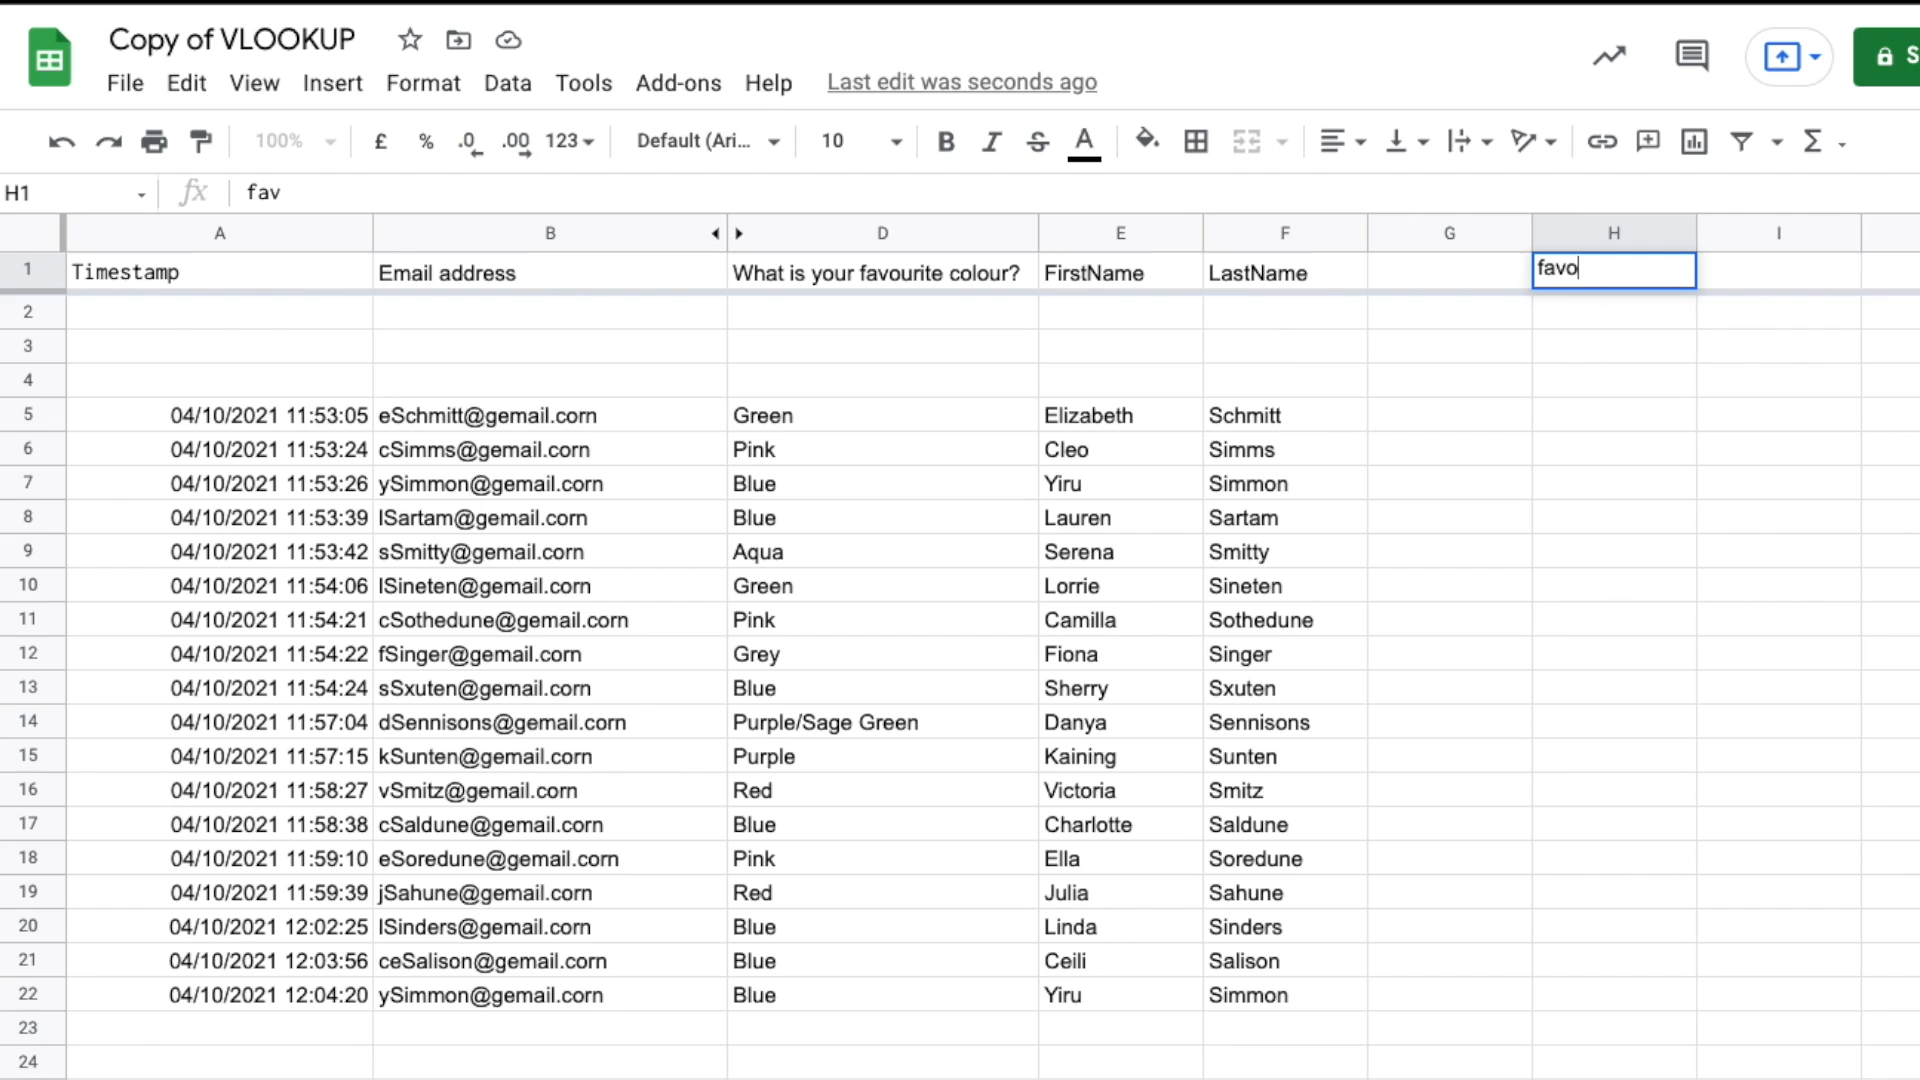 Copy of VLOOKUP
File Edit View Insert Format Data Tools Add-ons Help Last edit was seconds ago
S
100% £ % .0 .00 123 Default (Ari... 10 B I S A Σ
H1 fx fav
A B D E F G H I
1 Timestamp Email address What is your favourite colour? FirstName LastName favo
2
3
4
5 04/10/2021 11:53:05 eSchmitt@gemail.corn Green Elizabeth Schmitt
6 04/10/2021 11:53:24 cSimms@gemail.corn Pink Cleo Simms
7 04/10/2021 11:53:26 ySimmon@gemail.corn Blue Yiru Simmon
8 04/10/2021 11:53:39 lSartam@gemail.corn Blue Lauren Sartam
9 04/10/2021 11:53:42 sSmitty@gemail.corn Aqua Serena Smitty
10 04/10/2021 11:54:06 lSineten@gemail.corn Green Lorrie Sineten
11 04/10/2021 11:54:21 cSothedune@gemail.corn Pink Camilla Sothedune
12 04/10/2021 11:54:22 fSinger@gemail.corn Grey Fiona Singer
13 04/10/2021 11:54:24 sSxuten@gemail.corn Blue Sherry Sxuten
14 04/10/2021 11:57:04 dSennisons@gemail.corn Purple/Sage Green Danya Sennisons
15 04/10/2021 11:57:15 kSunten@gemail.corn Purple Kaining Sunten
16 04/10/2021 11:58:27 vSmitz@gemail.corn Red Victoria Smitz
17 04/10/2021 11:58:38 cSaldune@gemail.corn Blue Charlotte Saldune
18 04/10/2021 11:59:10 eSoredune@gemail.corn Pink Ella Soredune
19 04/10/2021 11:59:39 jSahune@gemail.corn Red Julia Sahune
20 04/10/2021 12:02:25 lSinders@gemail.corn Blue Linda Sinders
21 04/10/2021 12:03:56 ceSalison@gemail.corn Blue Ceili Salison
22 04/10/2021 12:04:20 ySimmon@gemail.corn Blue Yiru Simmon
23
24